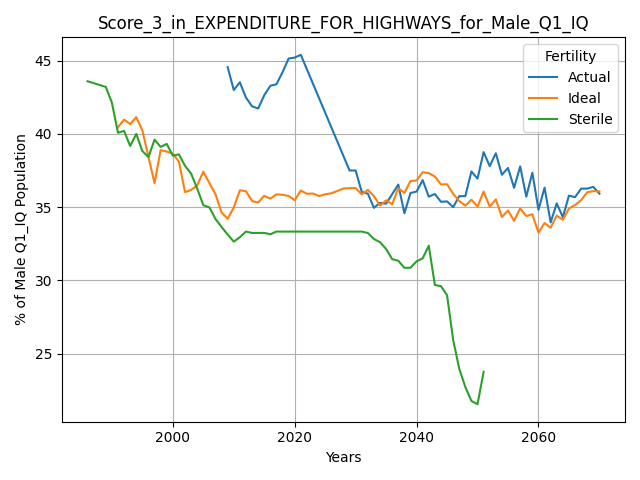 Score_3_in_EXPENDITURE_FOR_HIGHWAYS_for_Male_Q1_IQ
Fertility
Actual
Ideal
Sterile
% of Male Q1_IQ Population
45
40
35
30
25
2000
2020
2040
2060
Years